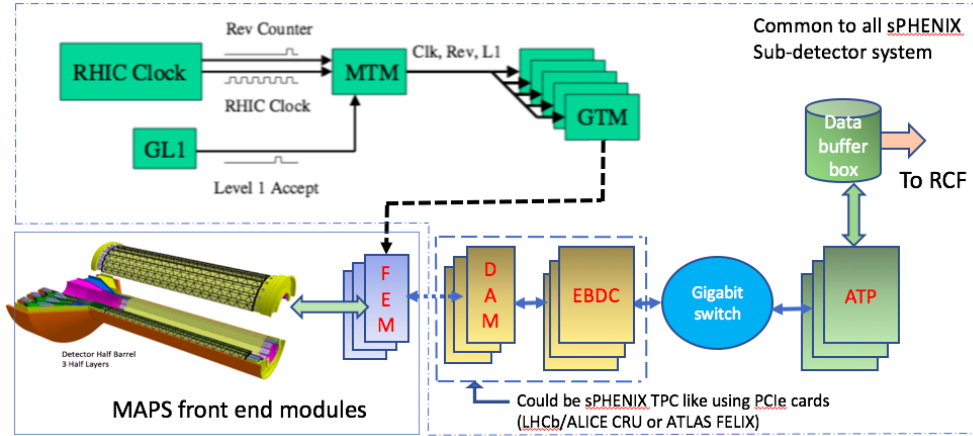 Rev Counter
RHIC Clock
RHIC Clock
MTM
Clk, Rev, L1
GTM
GL1
Level 1 Accept
Common to all sPHENIX
Sub-detector system
Data
buffer
box
To RCF
Detector Half Barrel
3 Half Layers
MAPS front end modules
F
E
M
D
A
M
EBDC
Gigabit
switch
ATP
Could be sPHENIX TPC like using PCIe cards
(LHCb/ALICE CRU or ATLAS FELIX)